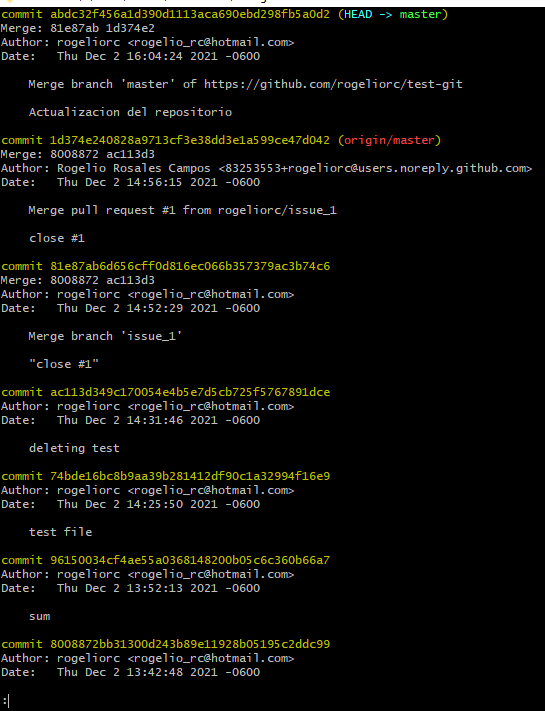 commit abdc32f456a1d390d1113aca690ebd298fb5a0d2 (HEAD -> master)
Merge: 81e87ab 1d374e2
Author: rogeliorc <rogelio_rc@hotmail.com>
Date:   Thu Dec 2 16:04:24 2021 -0600

    Merge branch 'master' of https://github.com/rogeliorc/test-git

    Actualizacion del repositorio

commit 1d374e240828a9713cf3e38dd3e1a599ce47d042 (origin/master)
Merge: 8008872 ac113d3
Author: Rogelio Rosales Campos <83253553+rogeliorc@users.noreply.github.com>
Date:   Thu Dec 2 14:56:15 2021 -0600

    Merge pull request #1 from rogeliorc/issue_1

    close #1

commit 81e87ab6d656cff0d816ec066b357379ac3b74c6
Merge: 8008872 ac113d3
Author: rogeliorc <rogelio_rc@hotmail.com>
Date:   Thu Dec 2 14:52:29 2021 -0600

    Merge branch 'issue_1'

    "close #1"

commit ac113d349c170054e4b5e7d5cb725f5767891dce
Author: rogeliorc <rogelio_rc@hotmail.com>
Date:   Thu Dec 2 14:31:46 2021 -0600

    deleting test

commit 74bde16bc8b9aa39b281412df90c1a32994f16e9
Author: rogeliorc <rogelio_rc@hotmail.com>
Date:   Thu Dec 2 14:25:50 2021 -0600

    test file

commit 96150034cf4ae55a0368148200b05c6c360b66a7
Author: rogeliorc <rogelio_rc@hotmail.com>
Date:   Thu Dec 2 13:52:13 2021 -0600

    sum

commit 8008872bb31300d243b89e11928b05195c2ddc99
Author: rogeliorc <rogelio_rc@hotmail.com>
Date:   Thu Dec 2 13:42:48 2021 -0600

: